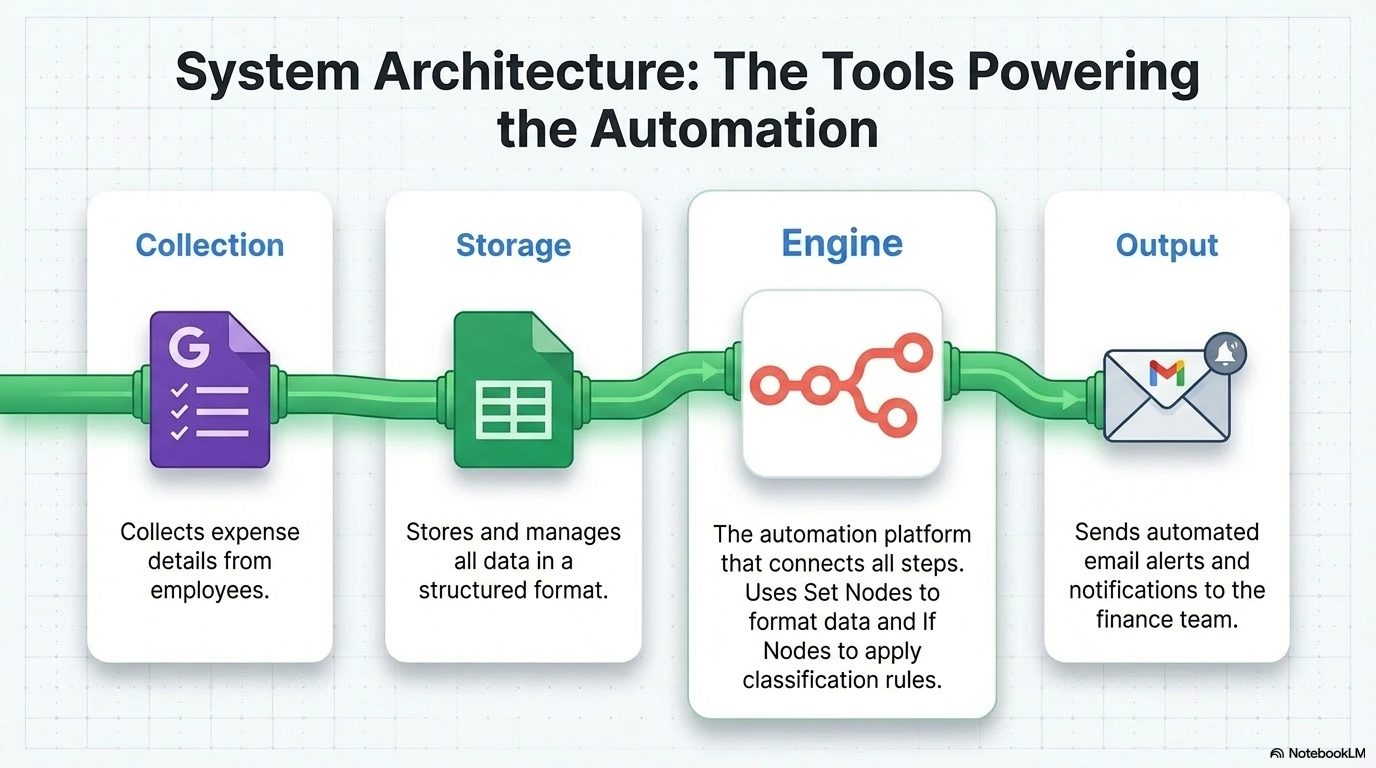 System Architecture: The Tools Powering
the Automation
Collection
G
Collects expense
details from
employees.
Storage
Stores and manages
all data in a
structured format.
Engine
The automation platform
that connects all steps.
Uses Set Nodes to
format data and If
Nodes to apply
classification rules.
Output
M
Sends automated
email alerts and
notifications to the
finance team.
NotebookLM